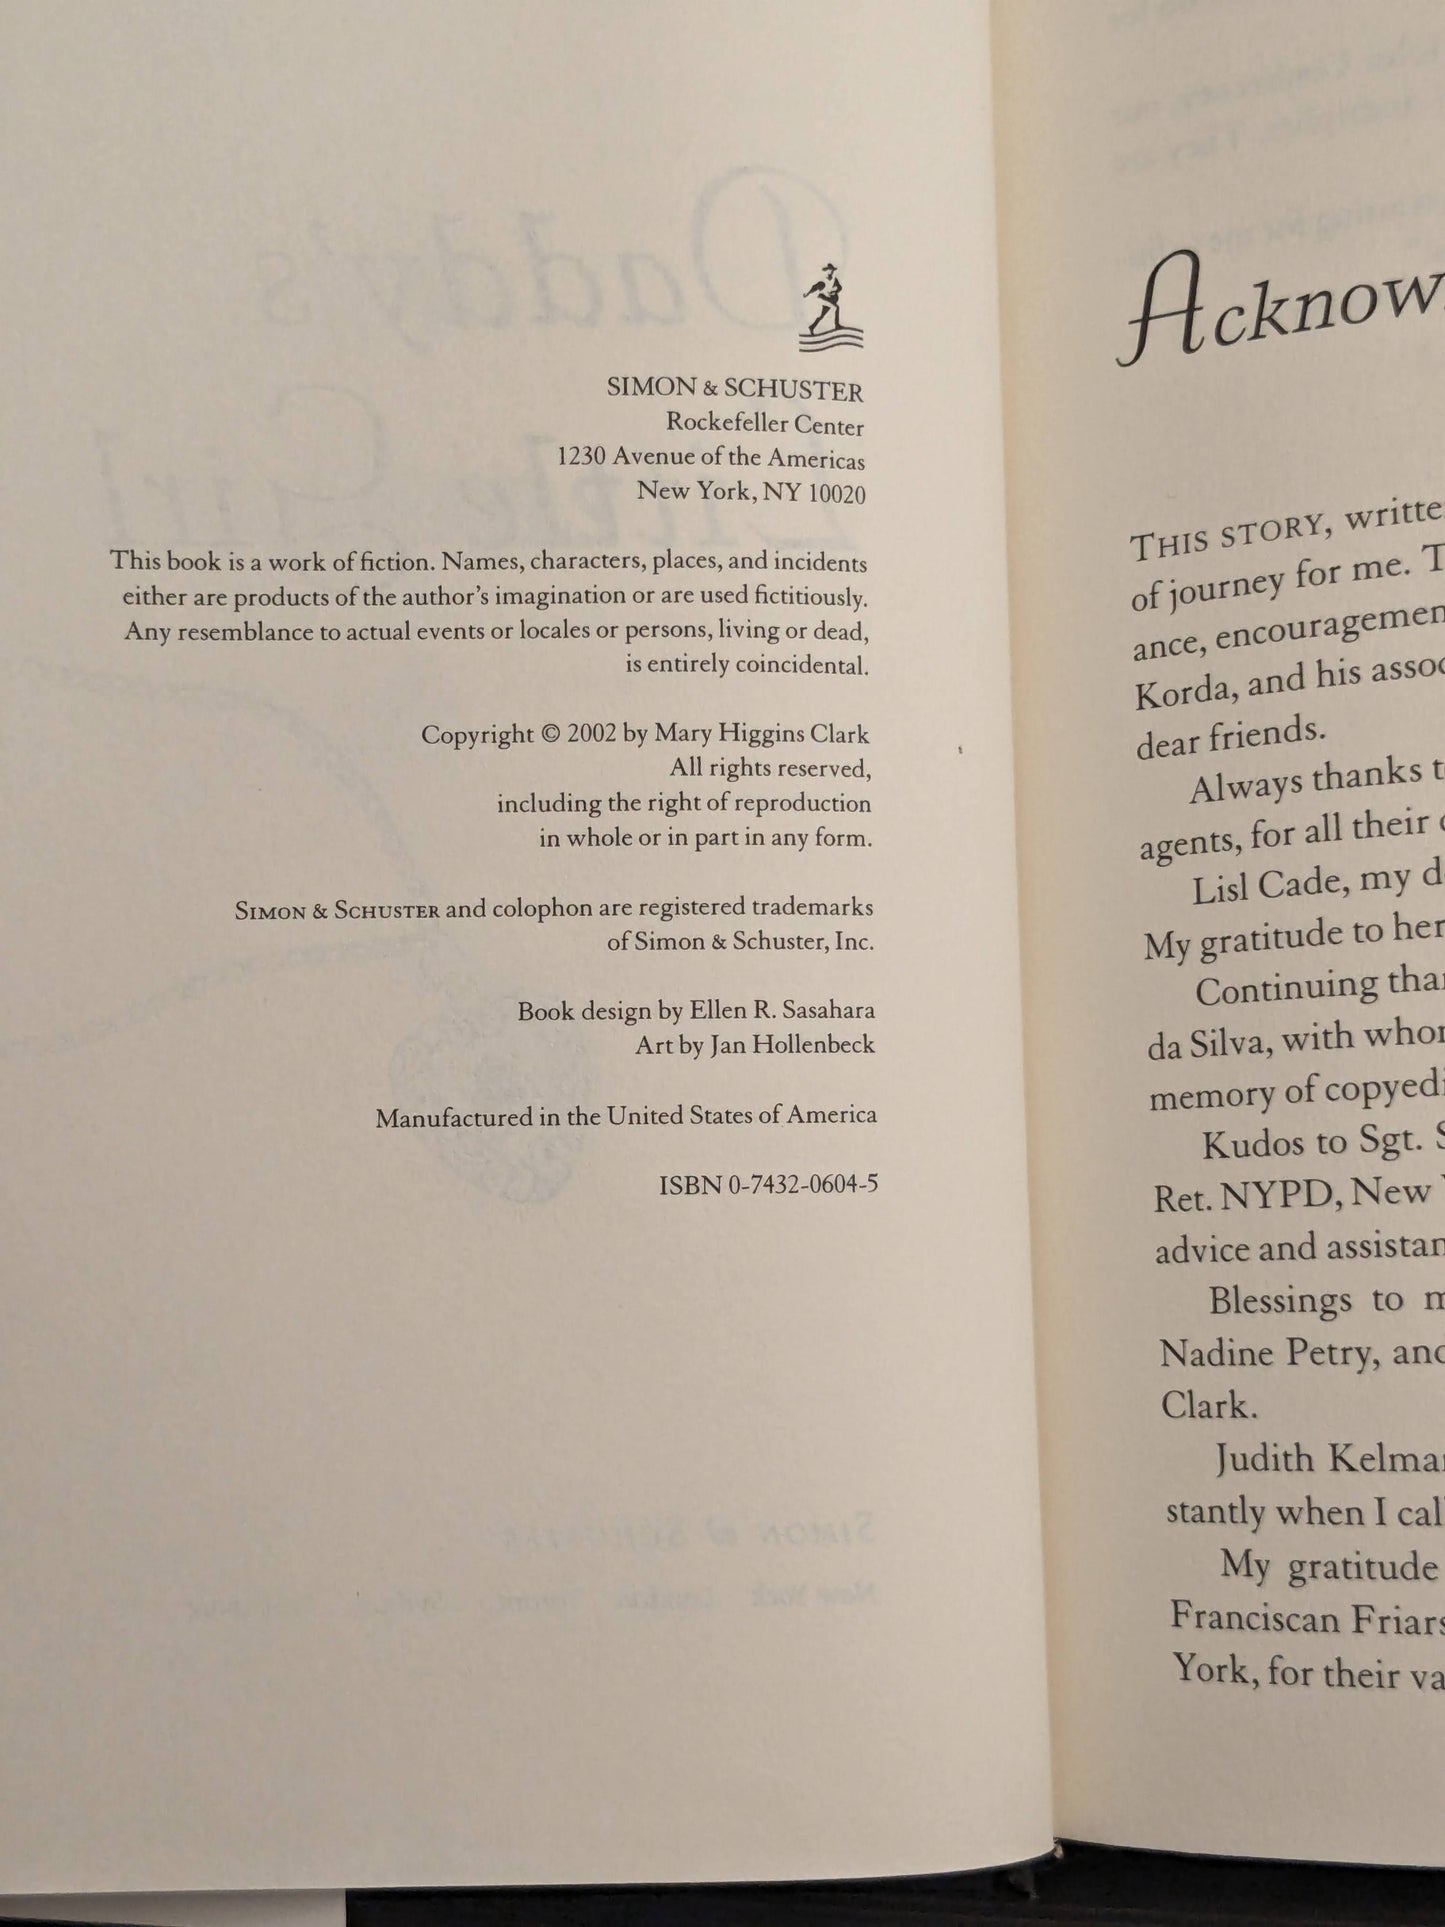 SIMON & SCHUSTER
Rockefeller Center
1230 Avenue of the Americas
New York, NY 10020
This book is a work of fiction. Names, characters, places, and incidents
either are products of the author's imagination or are used fictitiously.
Any resemblance to actual events or locales or persons, living or dead,
is entirely coincidental.
Copyright © 2002 by Mary Higgins Clark
All rights reserved,
including the right of reproduction
in whole or in part in any form.
SIMON & SCHUSTER and colophon are registered trademarks
of Simon & Schuster, Inc.
Book design by Ellen R. Sasahara
Art by Jan Hollenbeck
Manufactured in the United States of America
ISBN 0-7432-0604-5
Acknow
THIS STORY, writte
of journey for me. T
ance, encouragemen
Korda, and his assoc
dear friends.
Always thanks t
agents, for all their
Lisl Cade, my d
My gratitude to her
Continuing than
da Silva, with whom
memory of copyedi
Kudos to Sgt. S
Ret. NYPD, New
advice and assistan
Blessings to m
Nadine Petry, and
Clark.
Judith Kelman
stantly when I cal
My gratitude
Franciscan Friars
York, for their va